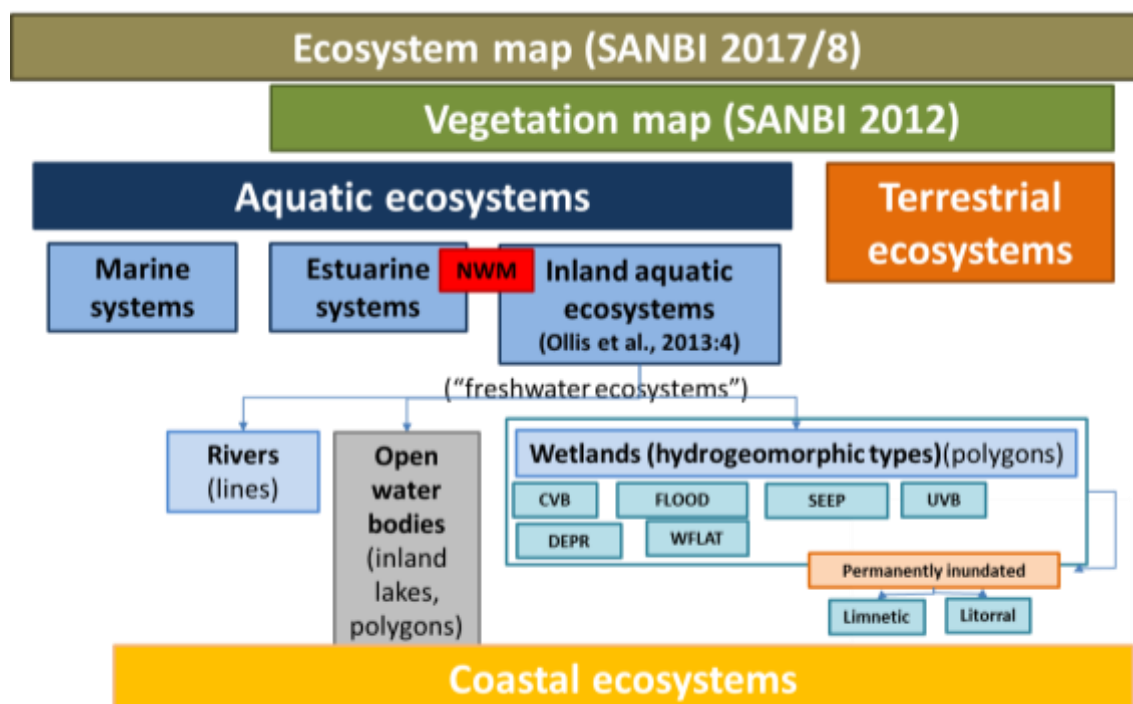 Ecosystem map (SANBI 2017/8)
Vegetation map (SANBI 2012)
Aquatic ecosystems
Terrestrial
ecosystems
Marine
systems
Estuarine
systems
NWM
Inland aquatic
ecosystems
(Ollis et al., 2013:4)
("freshwater ecosystems")
Rivers
(lines)
Open
water
bodies
(inland
lakes,
polygons)
Wetlands (hydrogeomorphic types)(polygons)
CVB
FLOOD
SEEP
UVB
DEPR
WFLAT
Permanently inundated
Limnetic
Litorral
Coastal ecosystems